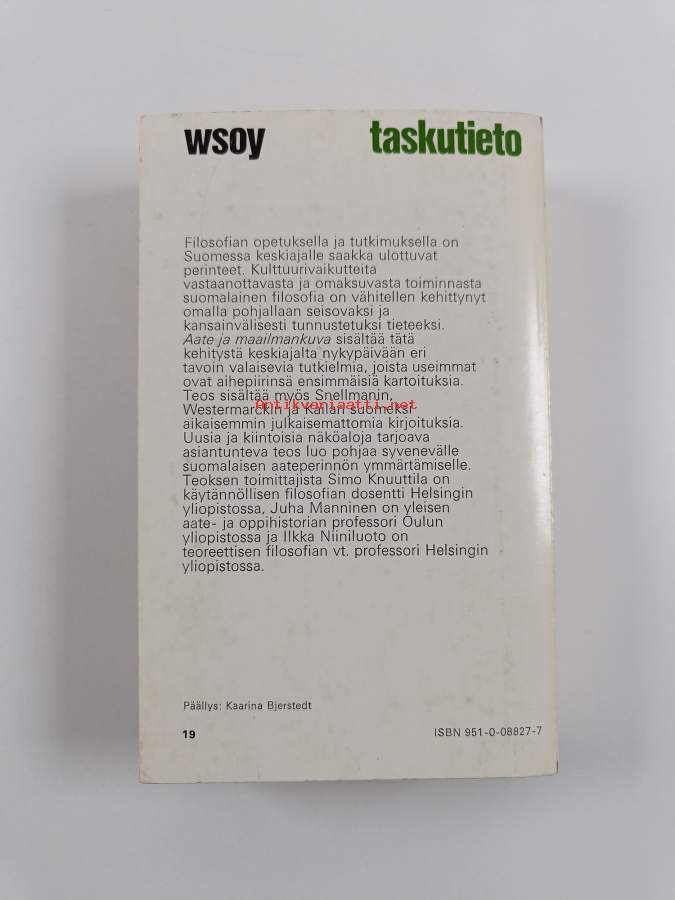 wsoy taskutieto
Filosofian opetuksella ja tutkimuksella on
Suomessa keskiajalle saakka ulottuvat
perinteet. Kulttuurivaikutteita
vastaanottavasta ja omaksuvasta toiminnasta
suomalainen filosofia on vähitellen kehittynyt
omalla pohjallaan seisovaksi ja
kansainvälisesti tunnustetuksi tieteeksi.
Aate ja maailmankuva sisältää tätä
kehitystä keskiajalta nykypäivään eri
tavoin valaisevia tutkielmia, joista useimmat
ovat aihepiirinsä ensimmäisiä kartoituksia.
Teos sisältää myös Snellmanin,
Antikvariaatti.net
Westermarckin ja Kailan suomeksi
aikaisemmin julkaisemattomia kirjoituksia.
Uusia ja kiintoisia näköaloja tarjoava
asiantunteva teos luo pohjaa syvenevälle
suomalaisen aateperinnön ymmärtämiselle.
Teoksen toimittajista Simo Knuuttila on
käytännöllisen filosofian dosentti Helsingin
yliopistossa, Juha Manninen on yleisen
aate- ja oppihistorian professori Oulun
yliopistossa ja Ilkka Niiniluoto on
teoreettisen filosofian vt. professori Helsingin
yliopistossa.
Päällys: Kaarina Bjerstedt
19 ISBN 951-0-08827-7